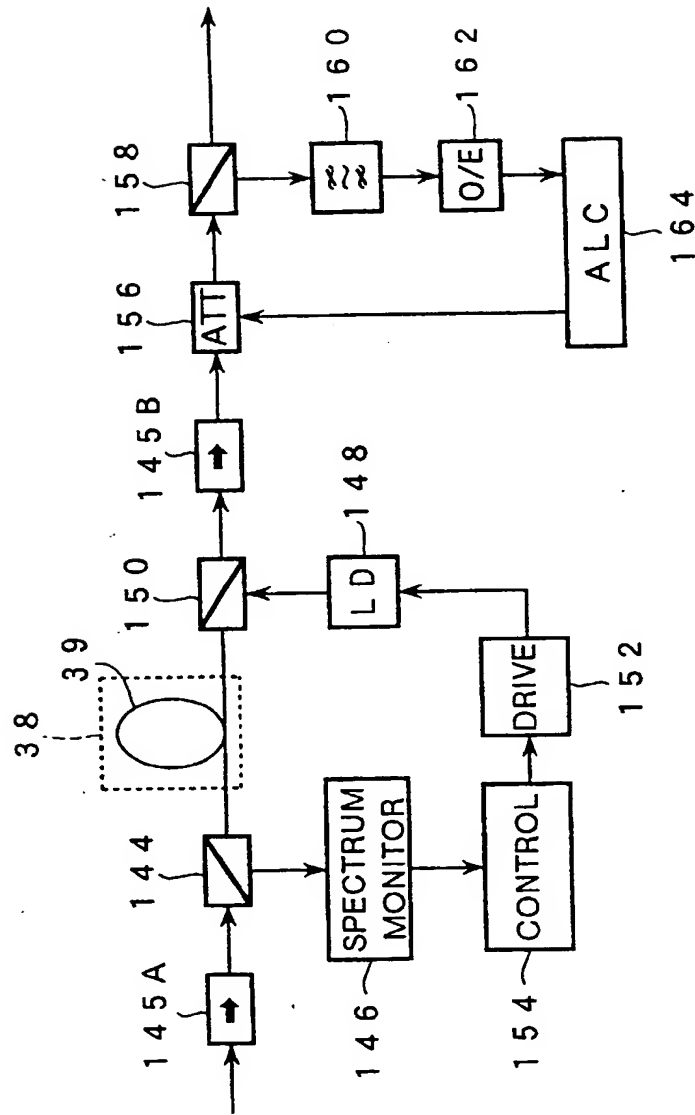 38
39
158
156
145B
150
144
145A
ATT
160
O/E
162
ALC
164
LD
148
DRIVE
152
SPECTRUM
MONITOR
146
CONTROL
154